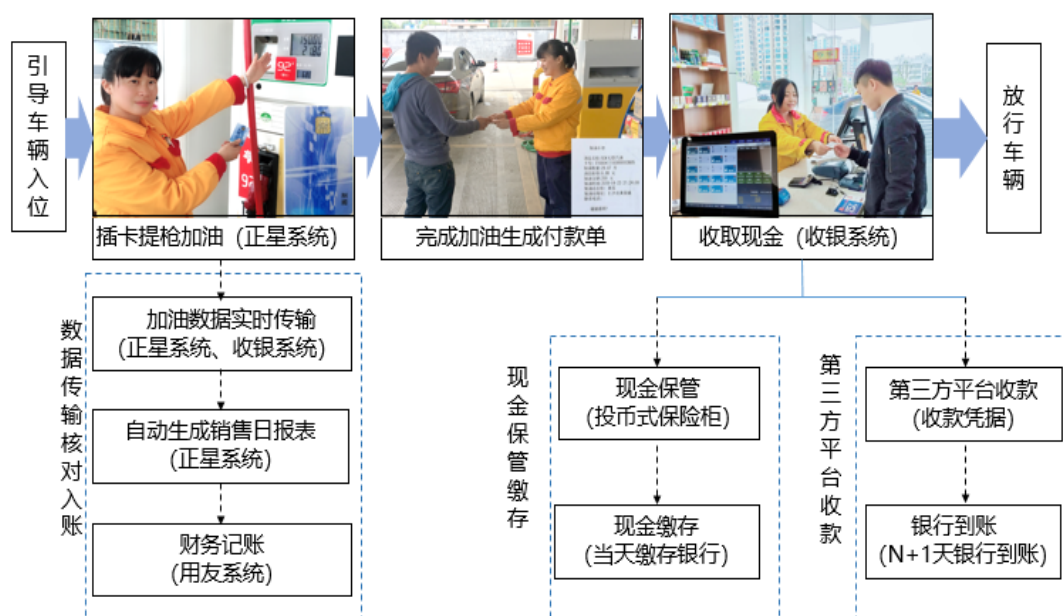 引导车辆入位
92#
插卡提枪加油（正星系统）
完成加油生成付款单
收取现金（收银系统）
放行车辆
数据传输核对入账
加油数据实时传输
(正星系统、收银系统)
自动生成销售日报表
(正星系统)
财务记账
(用友系统)
现金保管缴存
现金保管
(投币式保险柜)
现金缴存
(当天缴存银行)
第三方平台收款
第三方平台收款
(收款凭据)
银行到账
(N+1天银行到账)